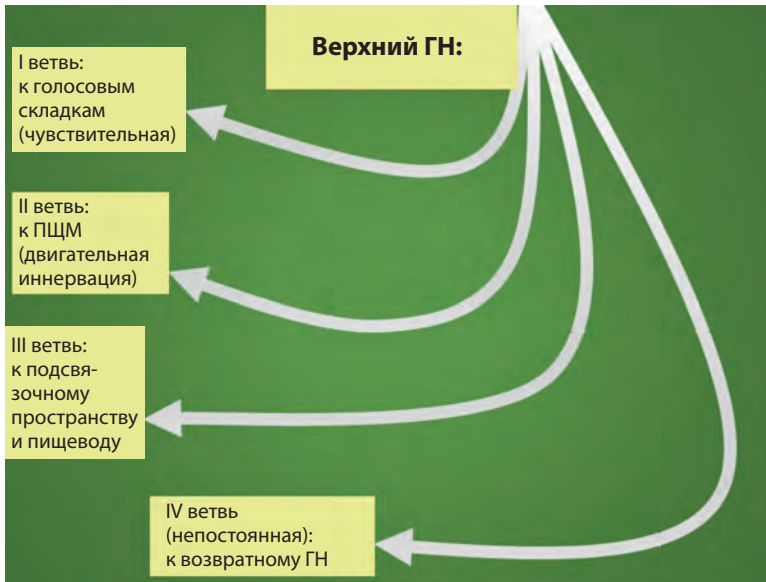 Верхний ГН:
I ветвь:
к голосовым
складкам
(чувствительная)
II ветвь:
к ПЩМ
(двигательная
иннервация)
III ветвь:
к подсвя-
зочному
пространству
и пищеводу
IV ветвь
(непостоянная):
к возвратному ГН